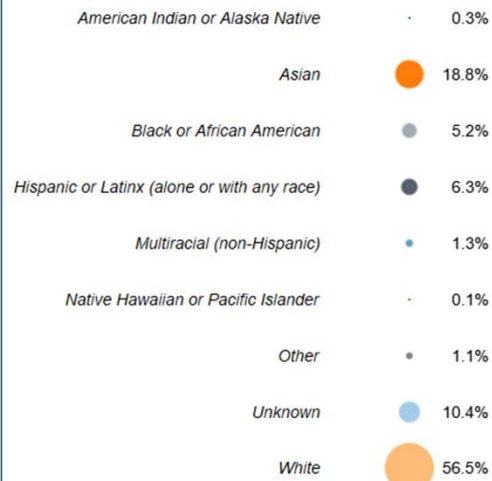 American Indian or Alaska Native 0.3%
Asian 18.8%
Black or African American 5.2%
Hispanic or Latinx (alone or with any race) 6.3%
Multiracial (non-Hispanic) 1.3%
Native Hawaiian or Pacific Islander 0.1%
Other 1.1%
Unknown 10.4%
White 56.5%